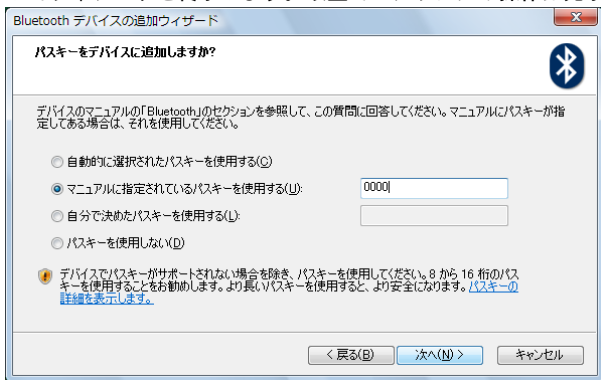 Bluetooth デバイスの追加ウィザード
パスキーをデバイスに追加しますか?
デバイスのマニュアルの「Bluetooth」のセクションを参照して、この質問に回答してください。マニュアルにパスキーが指
定してある場合は、それを使用してください。
自動的に選択されたパスキーを使用する(C)
マニュアルに指定されているパスキーを使用する(U): 0000
自分で決めたパスキーを使用する(L):
パスキーを使用しない(D)
デバイスでパスキーがサポートされない場合を除き、パスキーを使用してください。8 から 16 桁のパス
キーを使用することをお勧めします。より長いパスキーを使用すると、より安全になります。パスキーの
詳細を表示します。
< 戻る(B) 次へ(N) > キャンセル